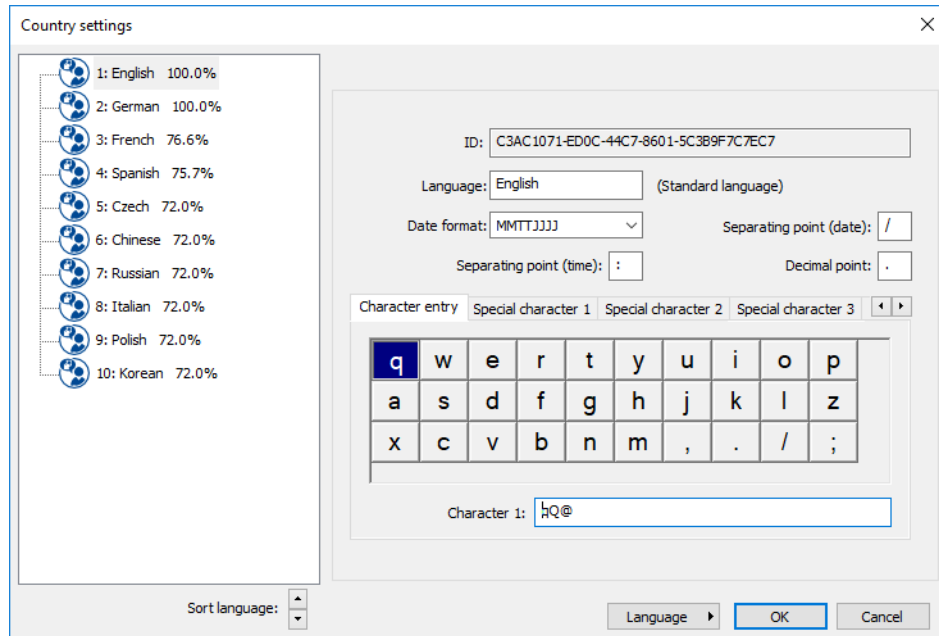 Country settings
1: English 100.0%
2: German 100.0%
3: French 76.6%
4: Spanish 75.7%
5: Czech 72.0%
6: Chinese 72.0%
7: Russian 72.0%
8: Italian 72.0%
9: Polish 72.0%
10: Korean 72.0%
Sort language:
ID: C3AC1071-ED0C-44C7-8601-5C3B9F7C7EC7
Language: English (Standard language)
Date format: MMTTJJJJ Separating point (date): /
Separating point (time): : Decimal point: .
Character entry Special character 1 Special character 2 Special character 3
q w e r t y u i o p
a s d f g h j k l z
x c v b n m , . / ;
Character 1: qQ@
Language OK Cancel